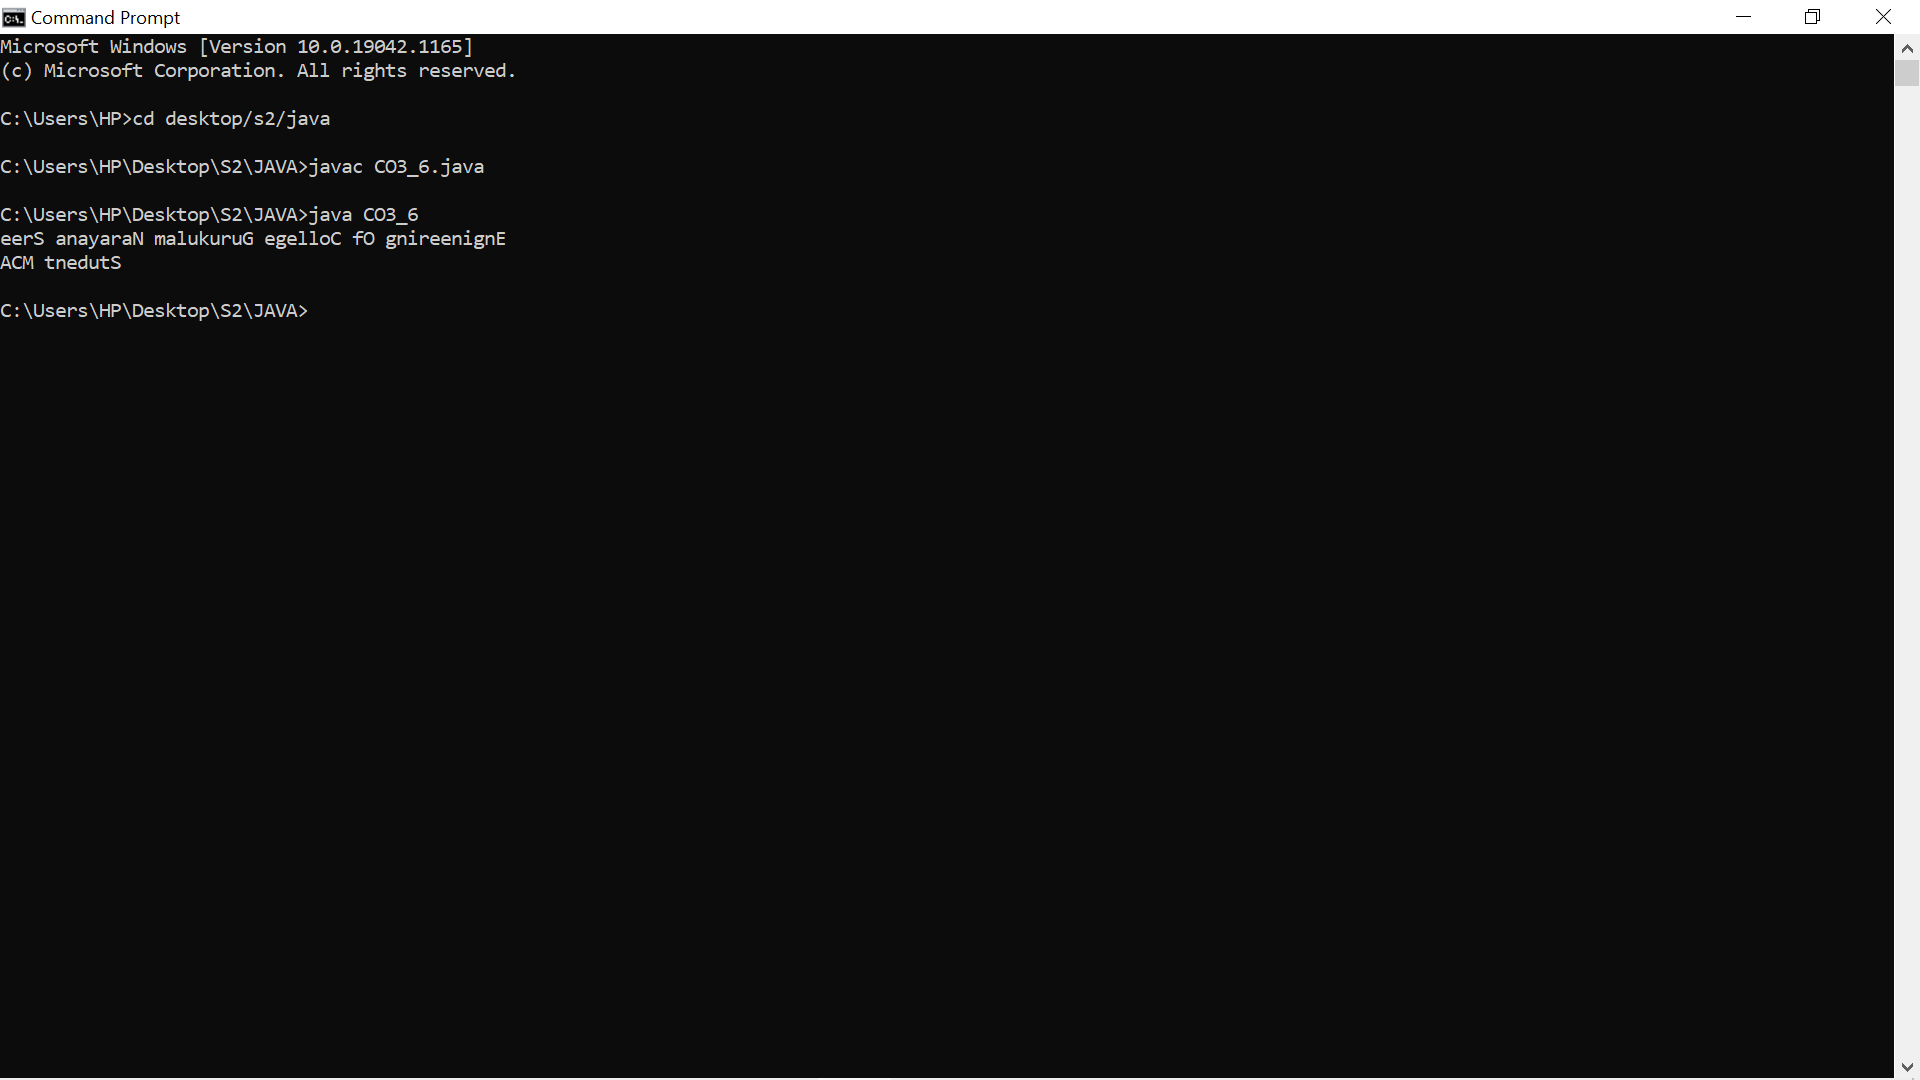 Command Prompt
Microsoft Windows [Version 10.0.19042.1165]
(c) Microsoft Corporation. All rights reserved.
C:\Users\HP>cd desktop/s2/java
C:\Users\HP\Desktop\S2\JAVA>javac CO3_6.java
C:\Users\HP\Desktop\S2\JAVA>java CO3_6
eerS anayaraN malukuruG egelloC fO gnireenignE
ACM tnedutS
C:\Users\HP\Desktop\S2\JAVA>